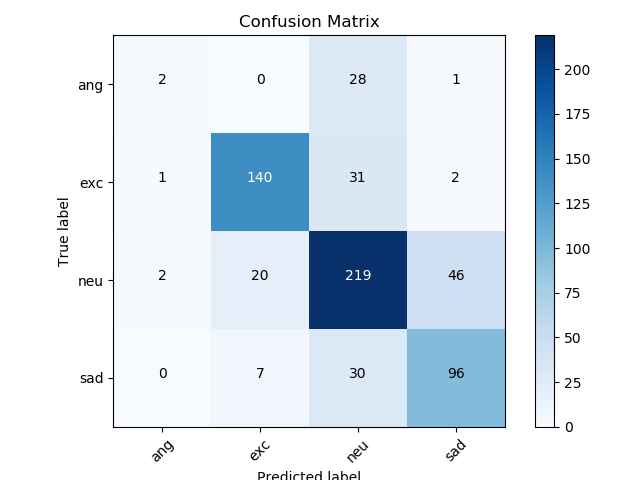 Confusion Matrix
True label
ang 2 0 28 1
exc 1 140 31 2
neu 2 20 219 46
sad 0 7 30 96
ang exc neu sad
Predicted label
200
175
150
125
100
75
50
25
0